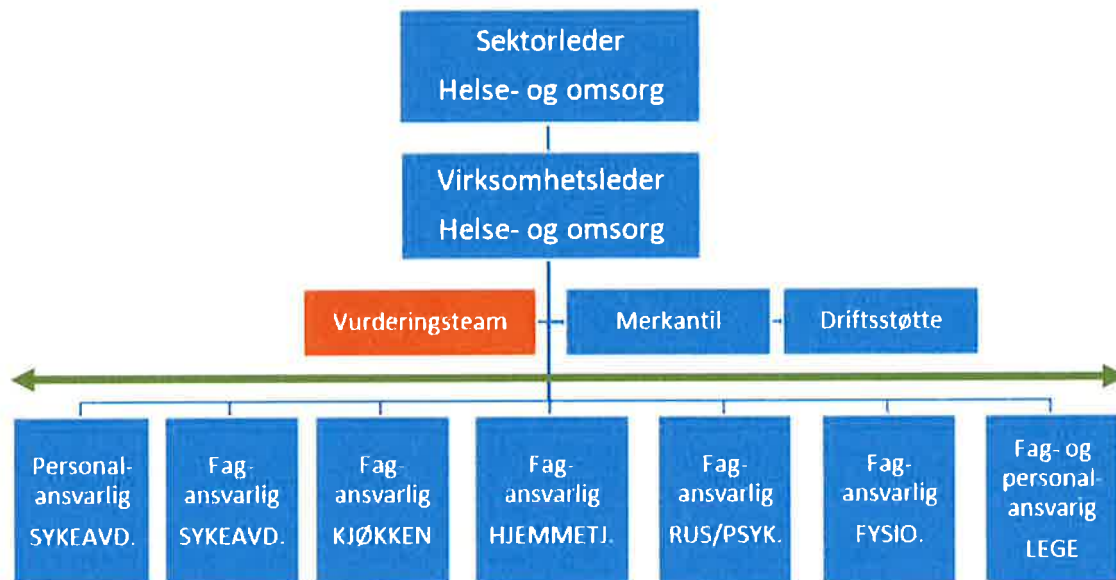 Sektorleder
Helse- og omsorg
Virksomhetsleder
Helse- og omsorg
Vurderingsteam
Merkantil
Driftsstøtte
Personal-
ansvarlig
SYKEAVD.
Fag-
ansvarlig
SYKEAVD.
Fag-
ansvarlig
KJØKKEN
Fag-
ansvarlig
HJEMMETJ.
Fag-
ansvarlig
RUS/PSYK.
Fag-
ansvarlig
FYSIO.
Fag- og
personal-
ansvarig
LEGE